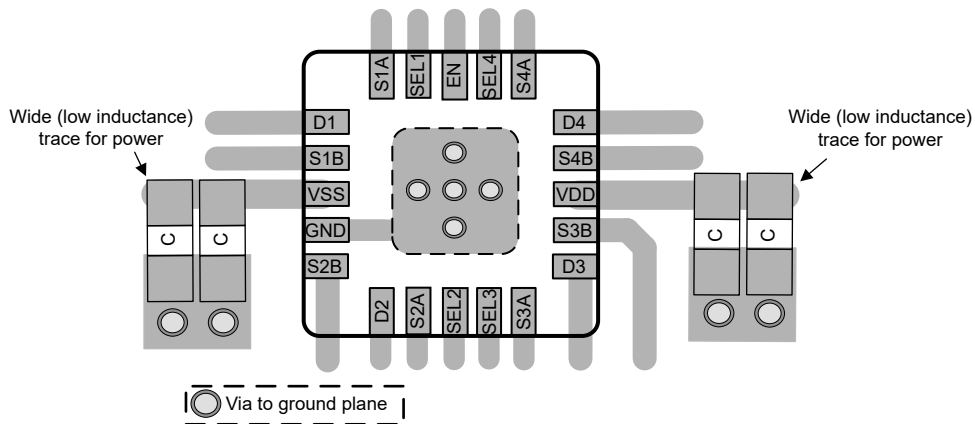 S1A
SEL1
EN
SEL4
S4A
Wide (low inductance)
trace for power
Wide (low inductance)
trace for power
D1
D4
S1B
S4B
VSS
VDD
GND
S3B
S2B
D3
C
C
C
C
D2
S2A
SEL2
SEL3
S3A
Via to ground plane